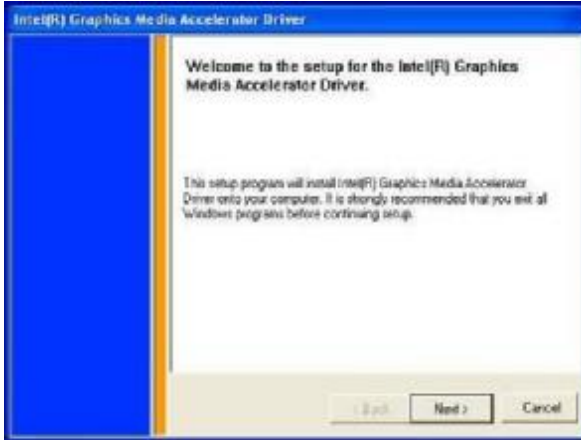 Intel(R) Graphics Media Accelerator Driver
Welcome to the setup for the Intel(R) Graphics
Media Accelerator Driver.
This setup program will install Intel(R) Graphics Media Accelerator
Driver onto your computer. It is strongly recommended that you exit all
Windows programs before continuing setup.
< Back
Next >
Cancel